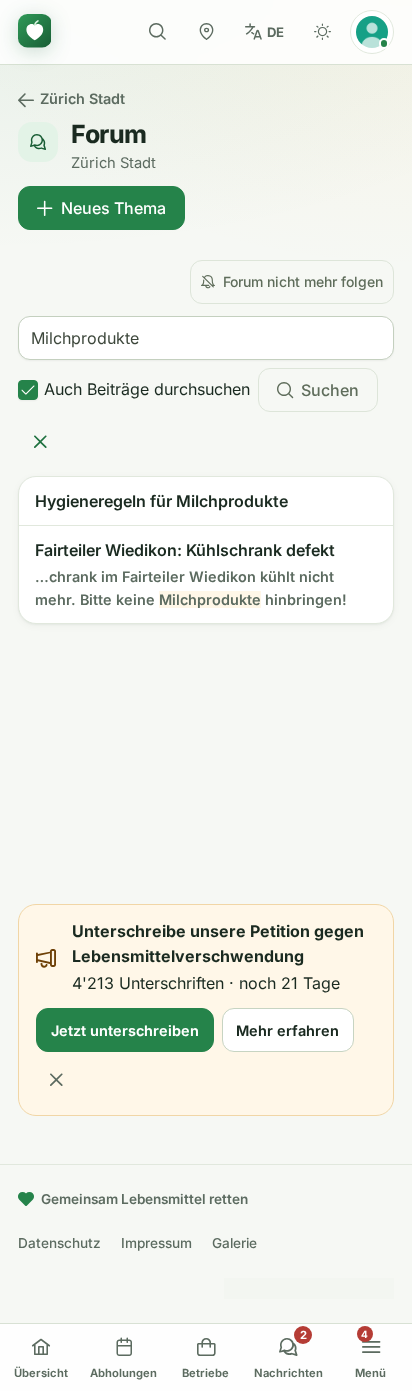 DE
Zürich Stadt
Forum
Zürich Stadt
Neues Thema
Forum nicht mehr folgen
Milchprodukte
Auch Beiträge durchsuchen
Suchen
Hygieneregeln für Milchprodukte
Fairteiler Wiedikon: Kühlschrank defekt
...chrank im Fairteiler Wiedikon kühlt nicht
mehr. Bitte keine Milchprodukte hinbringen!
Unterschreibe unsere Petition gegen
Lebensmittelverschwendung
4'213 Unterschriften · noch 21 Tage
Jetzt unterschreiben
Mehr erfahren
Gemeinsam Lebensmittel retten
Datenschutz Impressum Galerie
2 4
Übersicht Abholungen Betriebe Nachrichten Menü